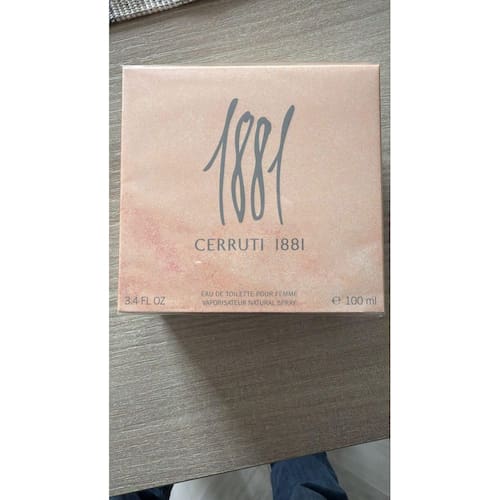 1881
CERRUTI 1881
EAU DE TOILETTE POUR FEMME
VAPORISATEUR NATURAL SPRAY
3.4 FL OZ
℮ 100 ml